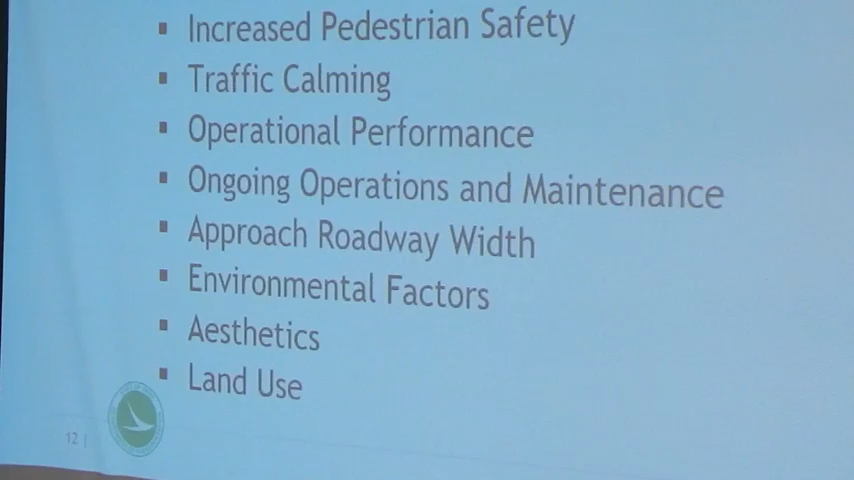 ▪ Increased Pedestrian Safety
▪ Traffic Calming
▪ Operational Performance
▪ Ongoing Operations and Maintenance
▪ Approach Roadway Width
▪ Environmental Factors
▪ Aesthetics
▪ Land Use
12 |